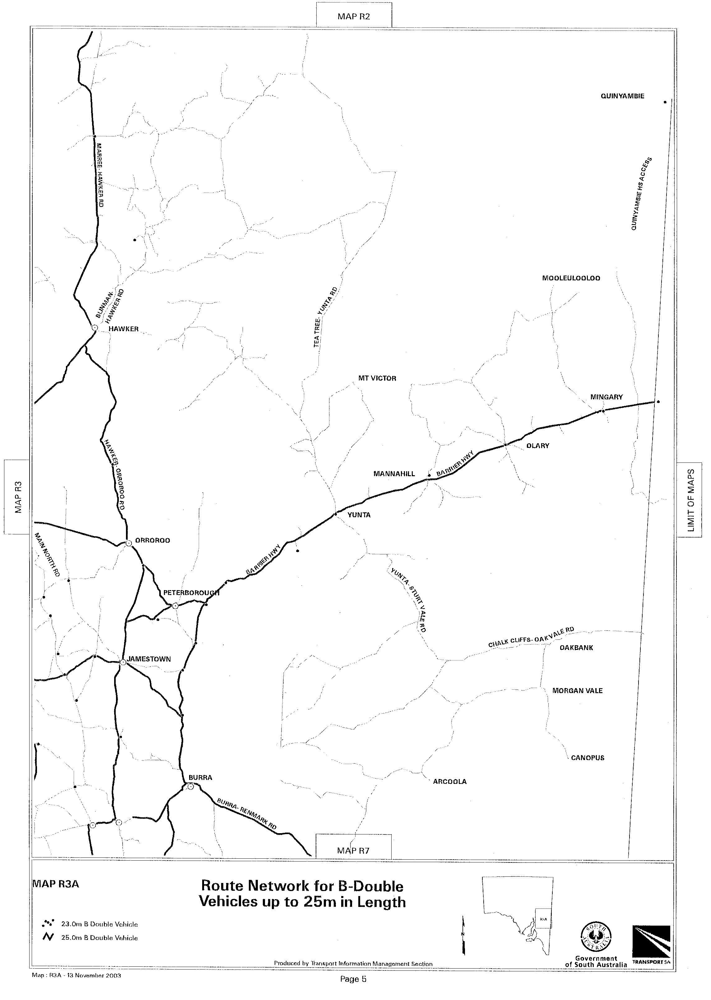 MAP R2
QUINYAMBIE
QUINYAMBIE HS ACCESS
MARREE- HAWKER RD
MOOLEULOOLOO
BLINMAN-
HAWKER RD
HAWKER
TEA TREE- YUNTA RD
MT VICTOR
MINGARY
OLARY
HAWKER- ORROROO RD
BARRIER HWY
MANNAHILL
MAP R3
LIMIT OF MAPS
YUNTA
MAIN NORTH RD
ORROROO
BARRIER HWY
YUNTA- STURT VALE RD
PETERBOROUGH
CHALK CLIFFS- OAKVALE RD
OAKBANK
JAMESTOWN
MORGAN VALE
CANOPUS
BURRA
ARCOOLA
BURRA- RENMARK RD
MAP R7
MAP R3A
Route Network for B-Double
Vehicles up to 25m in Length
23.0m B Double Vehicle
25.0m B Double Vehicle
R3A
N
SOUTH
AUSTRALIA
Government
of South Australia
TRANSPORT SA
Produced by Transport Information Management Section
Map : R3A - 13 November 2003
Page 5